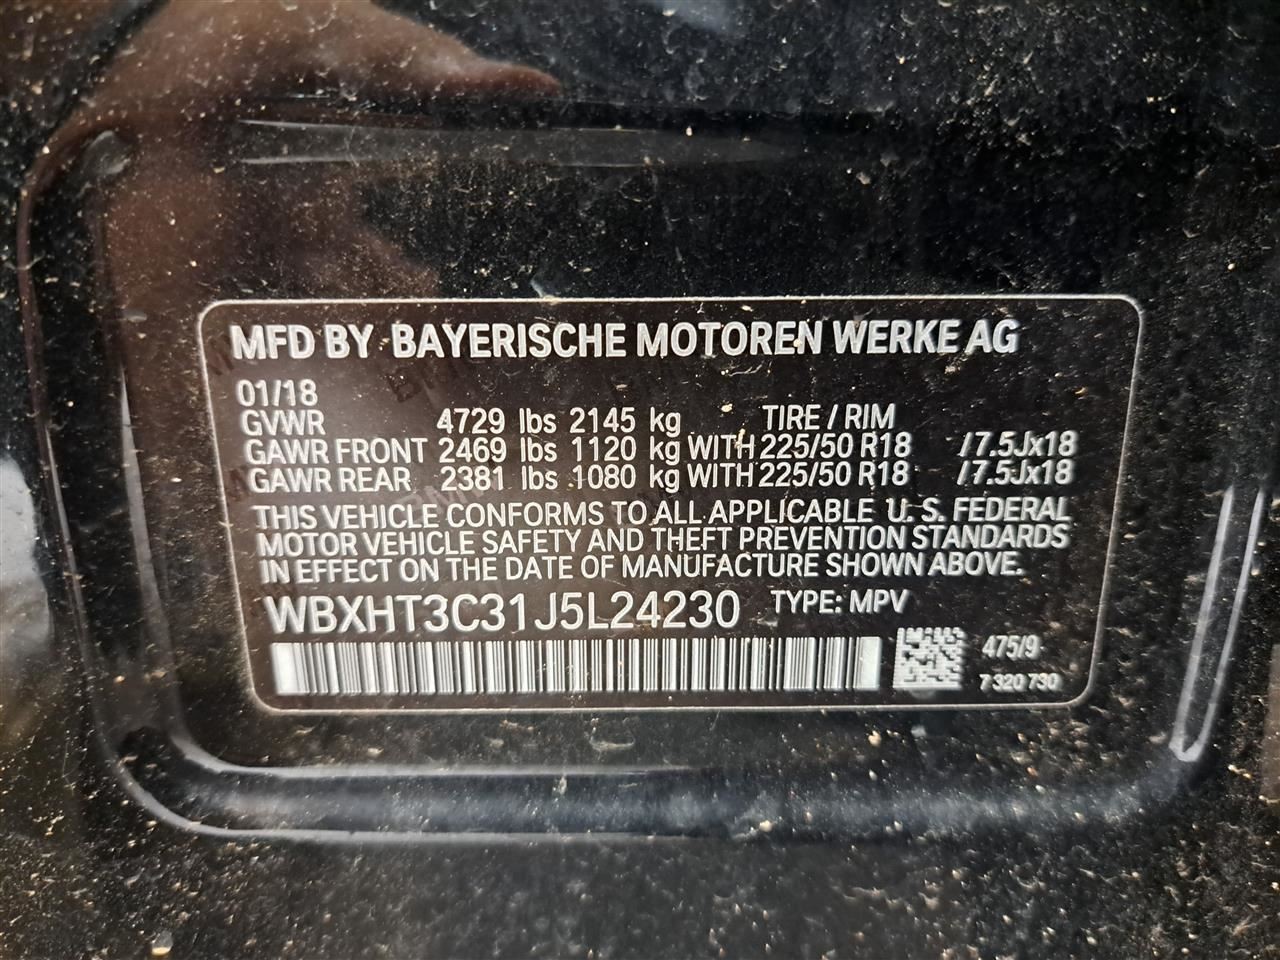 MFD BY BAYERISCHE MOTOREN WERKE AG
01/18
GVWR 4729 lbs 2145 kg TIRE / RIM
GAWR FRONT 2469 lbs 1120 kg WITH 225/50 R18 /7.5Jx18
GAWR REAR 2381 lbs 1080 kg WITH 225/50 R18 /7.5Jx18
THIS VEHICLE CONFORMS TO ALL APPLICABLE U. S. FEDERAL
MOTOR VEHICLE SAFETY AND THEFT PREVENTION STANDARDS
IN EFFECT ON THE DATE OF MANUFACTURE SHOWN ABOVE.
WBXHT3C31J5L24230 TYPE: MPV
475/9
7 320 730